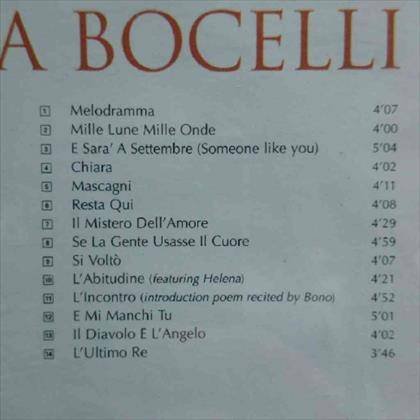 A BOCELLI
1 Melodramma 4'07
2 Mille Lune Mille Onde 4'00
3 E Sara' A Settembre (Someone like you) 5'04
4 Chiara 4'02
5 Mascagni 4'11
6 Resta Qui 4'08
7 Il Mistero Dell'Amore 4'29
8 Se La Gente Usasse Il Cuore 4'59
9 Si Voltò 4'07
10 L'Abitudine (featuring Helena) 4'21
11 L'Incontro (introduction poem recited by Bono) 4'52
12 E Mi Manchi Tu 5'01
13 Il Diavolo E L'Angelo 4'02
14 L'Ultimo Re 3'46